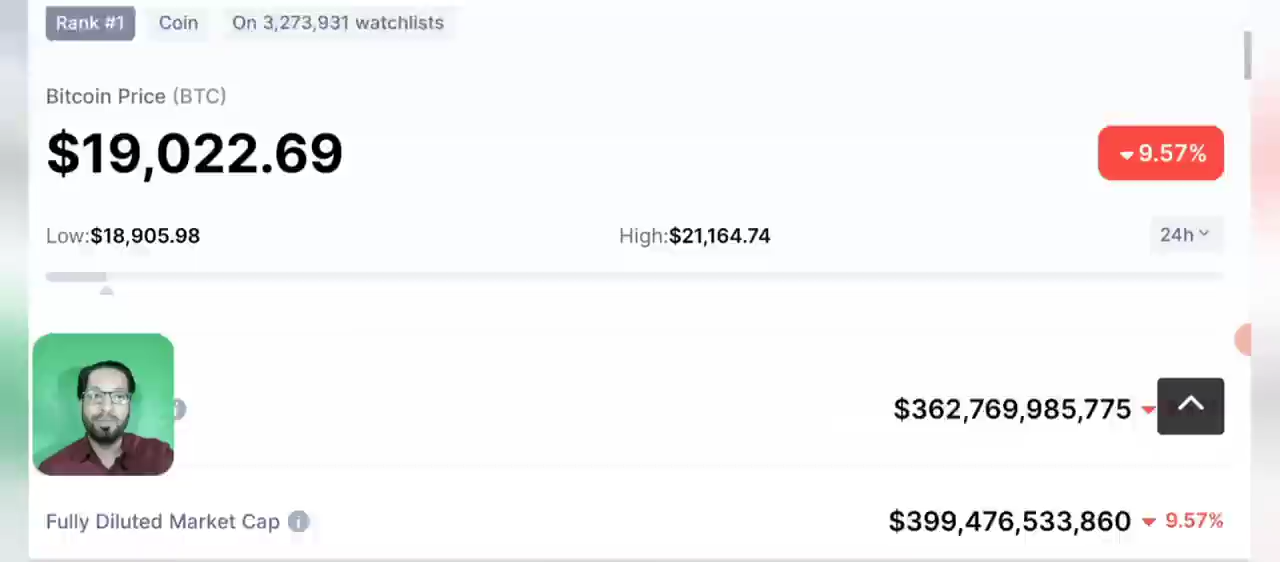 Rank #1 Coin On 3,273,931 watchlists
Bitcoin Price (BTC)
$19,022.69 9.57%
Low:$18,905.98 High:$21,164.74 24h
$362,769,985,775
Fully Diluted Market Cap $399,476,533,860 9.57%